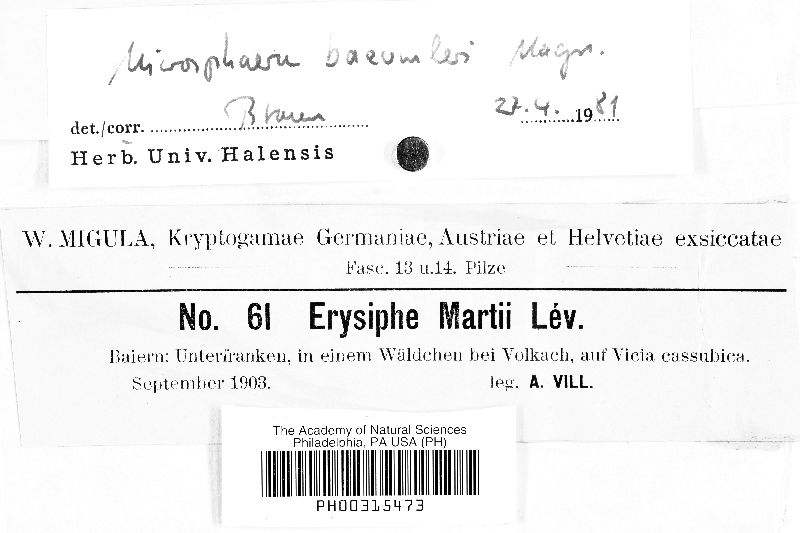 Microsphaera baeumleri Magn.
det./corr. Braun 27.4. 1981
Herb. Univ. Halensis
W. MIGULA, Kryptogamae Germaniae, Austriae et Helvetiae exsiccatae
Fasc. 13 u. 14. Pilze
No. 61 Erysiphe Martii Lév.
Baiern: Unterfranken, in einem Wäldchen bei Volkach, auf Vicia cassubica.
September 1903. leg. A. VILL.
The Academy of Natural Sciences
Philadelphia, PA USA (PH)
PH00315473